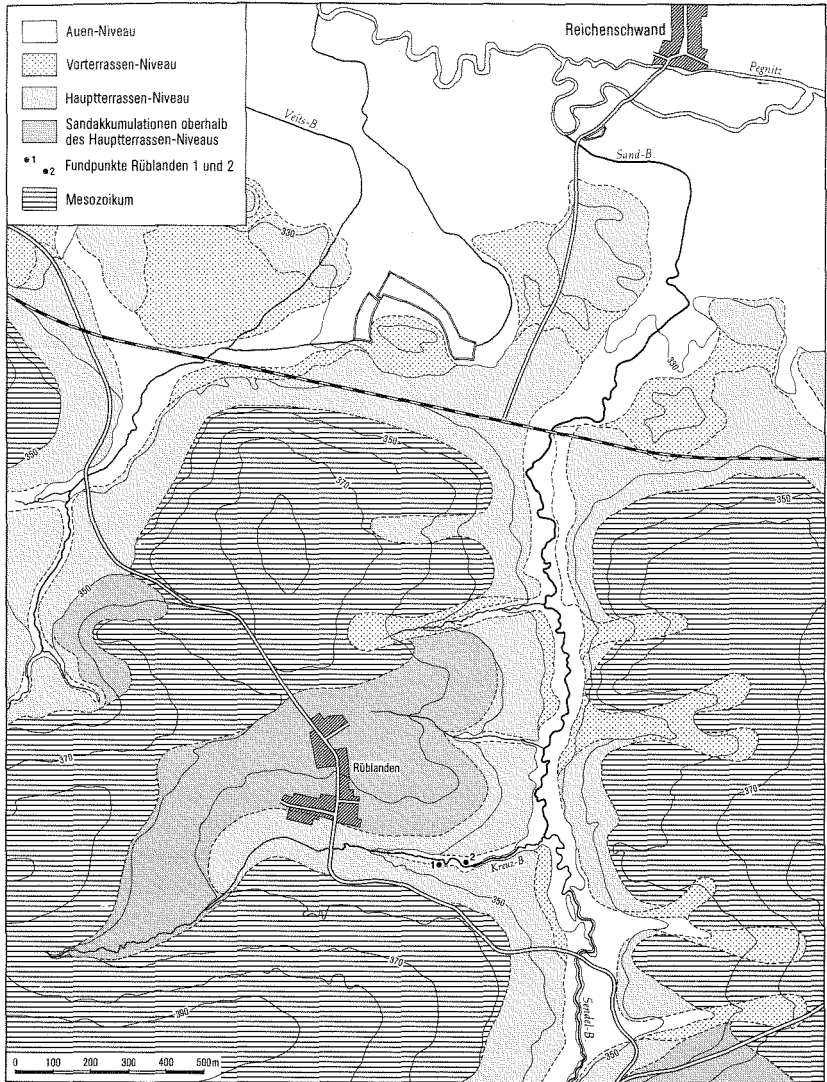 Auen-Niveau
Vorterrassen-Niveau
Hauptterrassen-Niveau
Sandakkumulationen oberhalb
des Hauptterrassen-Niveaus
1
2
Fundpunkte Rüblanden 1 und 2
Mesozoikum
Reichenschwand
Pegnitz
Veits-B
Sand-B.
330
330
350
350
370
350
350
370
Rüblanden
370
1
2
Kreuz-B
350
370
390
Sendel-B
350
0 100 200 300 400 500m